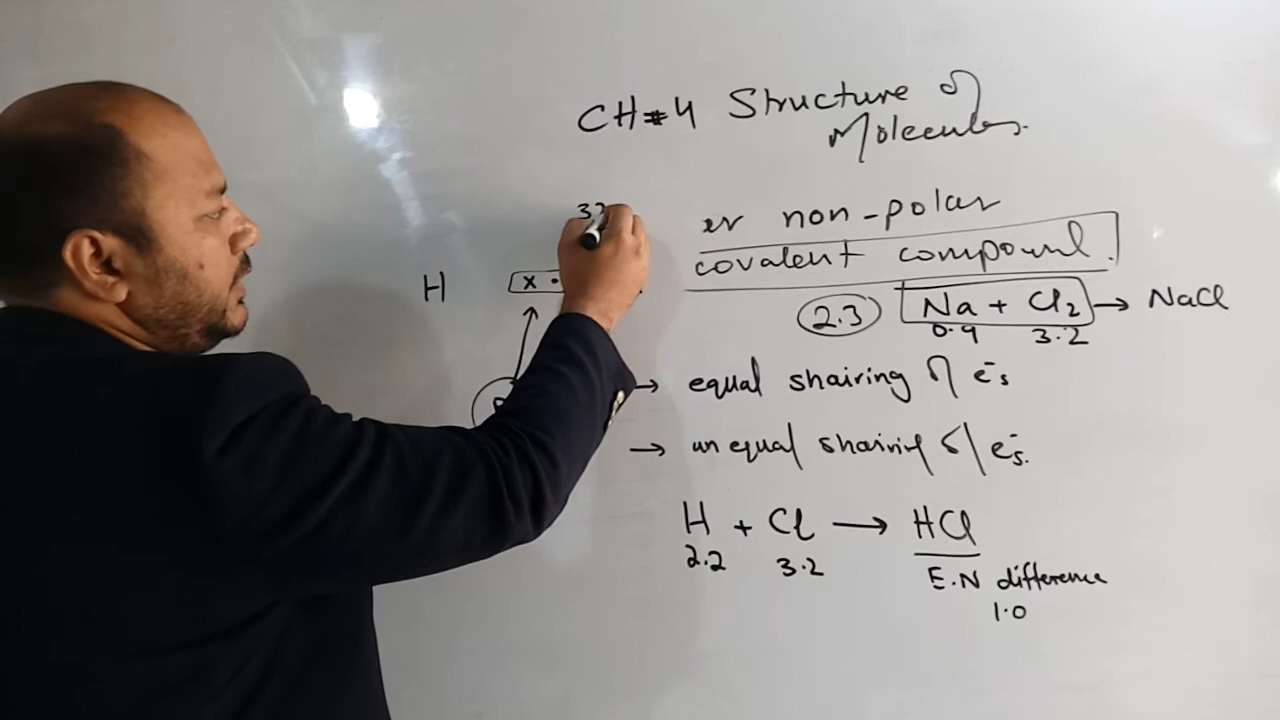 CH#4 Structure of
Molecules.
non-polar
covalent compound.
H x •
32
2.3 Na + Cl₂ → NaCl
0.9 3.2
→ equal shairing of e⁻s
→ unequal shairing of e⁻s.
H + Cl → HCl
2.2 3.2
E.N difference
1.0